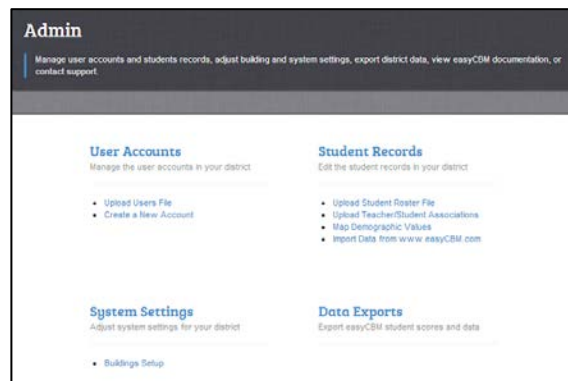 Admin
Manage user accounts and students records, adjust building and system settings, export district data, view easyCBM documentation, or
contact support.
User Accounts
Manage the user accounts in your district
Upload Users File
Create a New Account
Student Records
Edit the student records in your district
Upload Student Roster File
Upload Teacher/Student Associations
Map Demographic Values
Import Data from www.easyCBM.com
System Settings
Adjust system settings for your district
Buildings Setup
Data Exports
Export easyCBM student scores and data